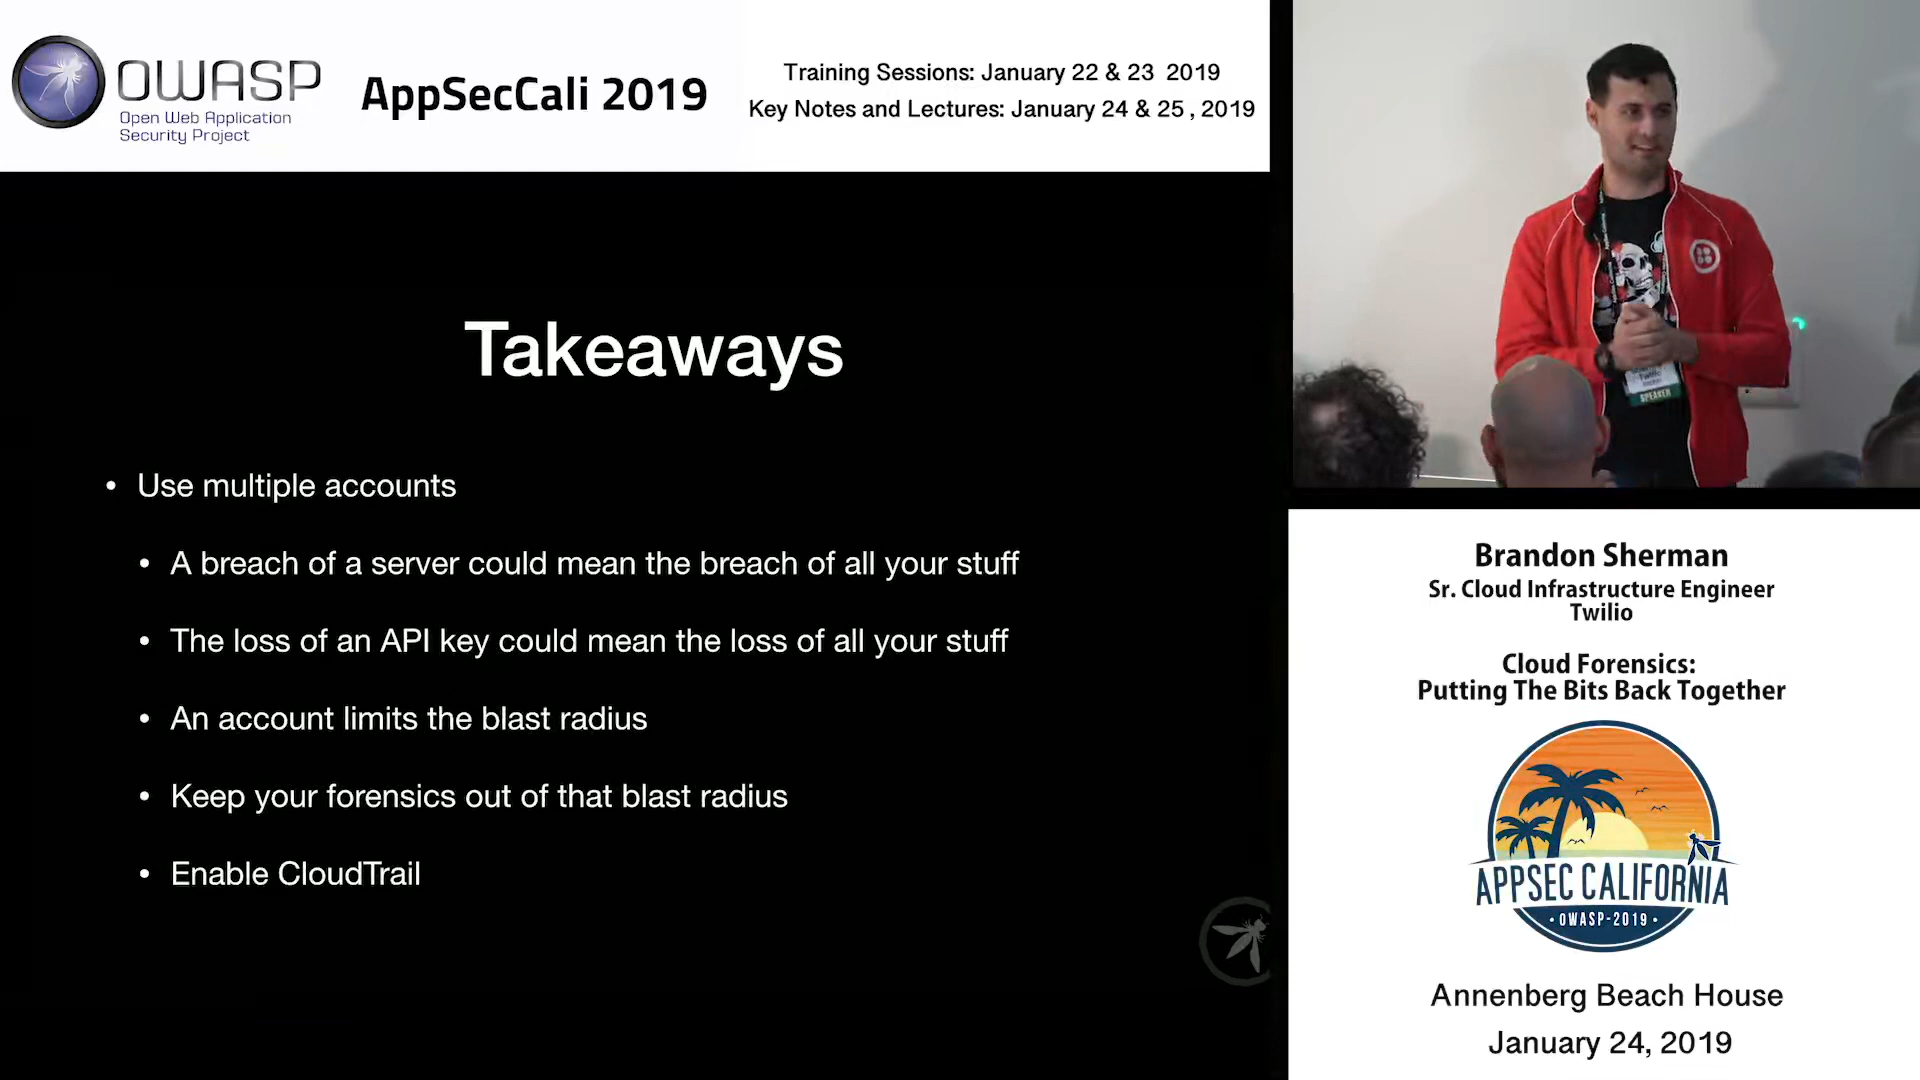 OWASP
Open Web Application
Security Project
AppSecCali 2019
Training Sessions: January 22 & 23 2019
Key Notes and Lectures: January 24 & 25 , 2019
Takeaways
• Use multiple accounts
• A breach of a server could mean the breach of all your stuff
• The loss of an API key could mean the loss of all your stuff
• An account limits the blast radius
• Keep your forensics out of that blast radius
• Enable CloudTrail
Twilio
SPEAKER
Brandon Sherman
Sr. Cloud Infrastructure Engineer
Twilio
Cloud Forensics:
Putting The Bits Back Together
APPSEC CALIFORNIA
• OWASP-2019 •
Annenberg Beach House
January 24, 2019